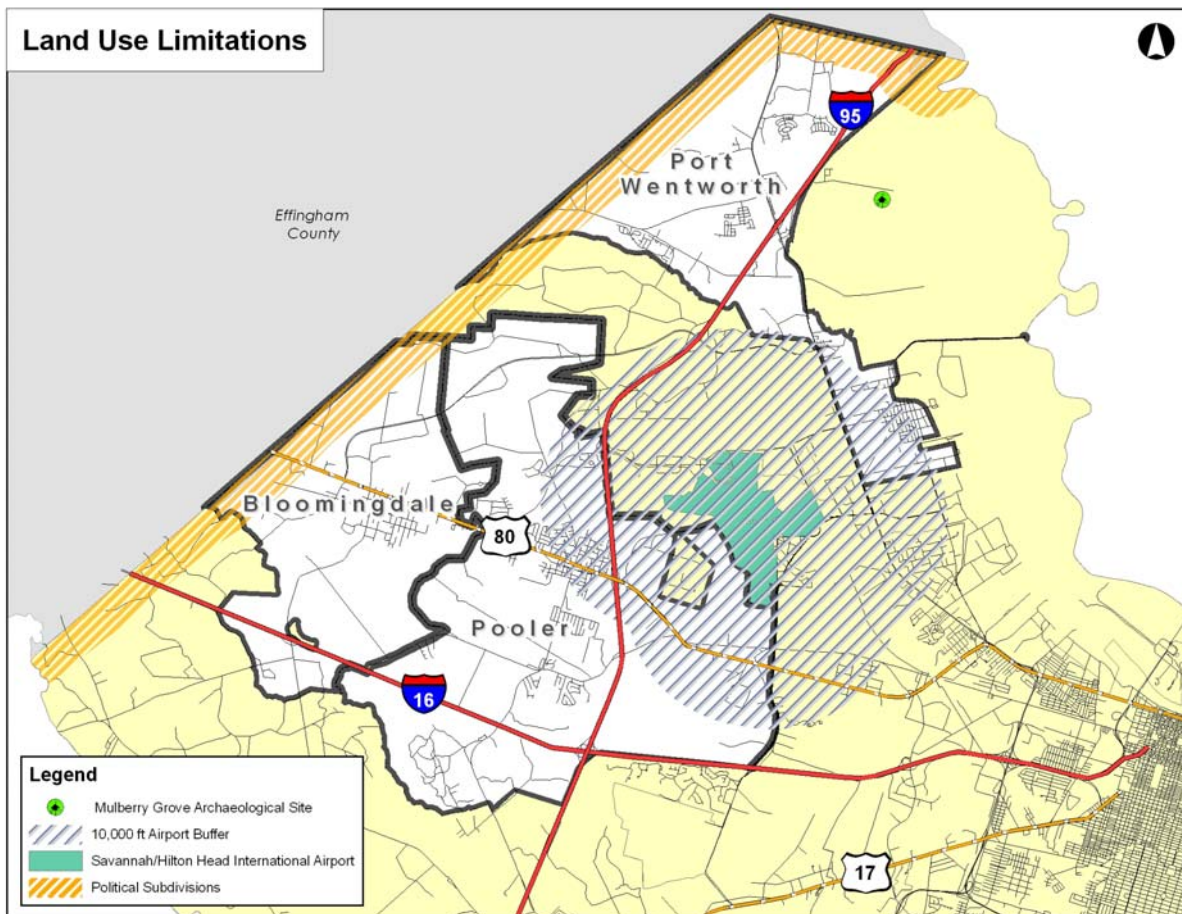 Land Use Limitations
95
Port
Wentworth
Effingham
County
Bloomingdale
80
Pooler
16
17
Legend
Mulberry Grove Archaeological Site
10,000 ft Airport Buffer
Savannah/Hilton Head International Airport
Political Subdivisions